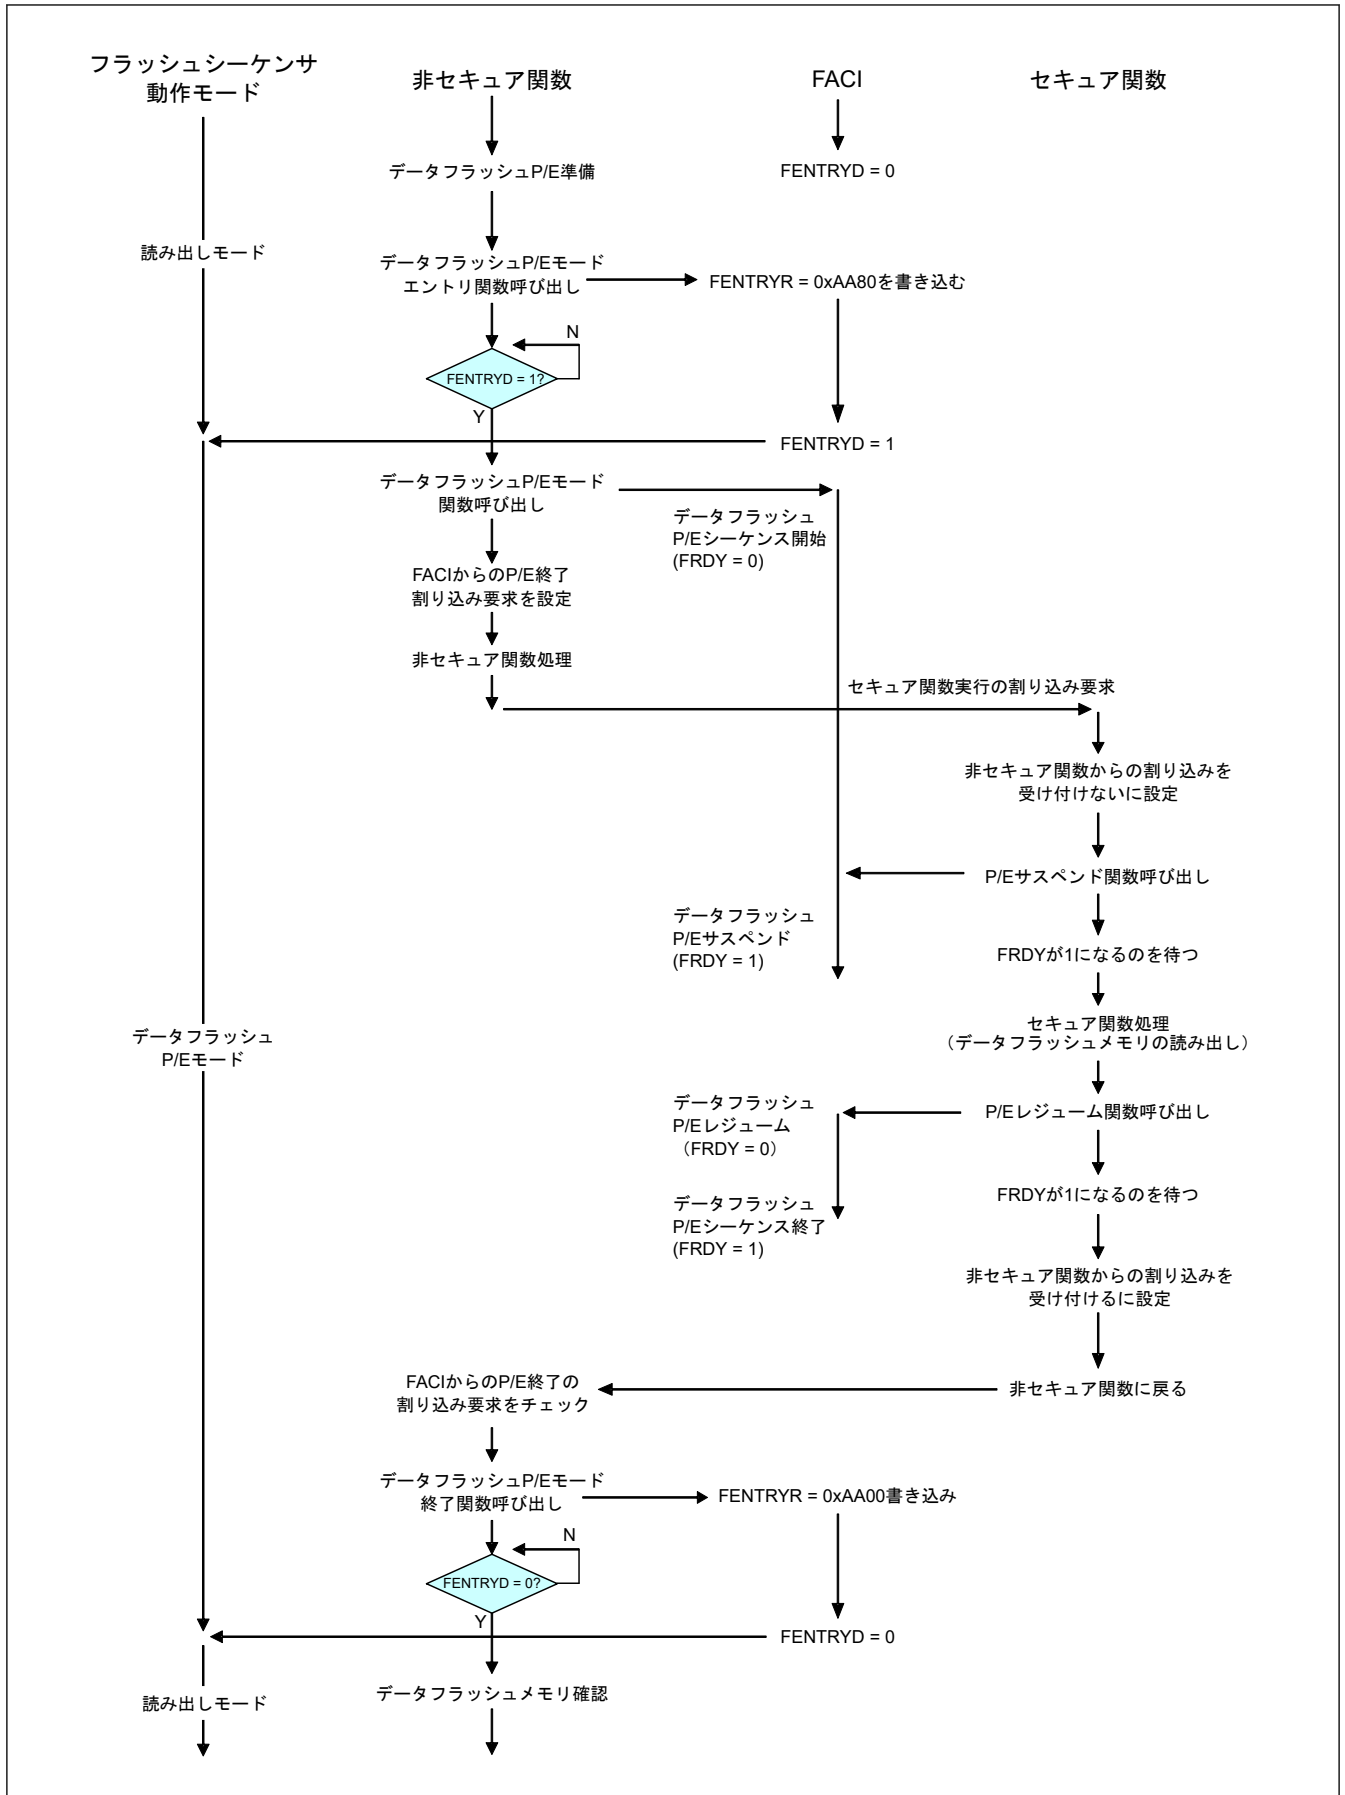 フラッシュシーケンサ
動作モード
非セキュア関数
FACI
セキュア関数
データフラッシュP/E準備
FENTRYD = 0
読み出しモード
データフラッシュP/Eモード
エントリ関数呼び出し
FENTRYR = 0xAA80を書き込む
N
FENTRYD = 1?
Y
FENTRYD = 1
データフラッシュP/Eモード
関数呼び出し
データフラッシュ
P/Eシーケンス開始
(FRDY = 0)
FACIからのP/E終了
割り込み要求を設定
非セキュア関数処理
セキュア関数実行の割り込み要求
非セキュア関数からの割り込みを
受け付けないに設定
P/Eサスペンド関数呼び出し
データフラッシュ
P/Eサスペンド
(FRDY = 1)
FRDYが1になるのを待つ
セキュア関数処理
（データフラッシュメモリの読み出し）
データフラッシュ
P/Eモード
P/Eレジューム関数呼び出し
データフラッシュ
P/Eレジューム
（FRDY = 0）
FRDYが1になるのを待つ
データフラッシュ
P/Eシーケンス終了
(FRDY = 1)
非セキュア関数からの割り込みを
受け付けるに設定
非セキュア関数に戻る
FACIからのP/E終了の
割り込み要求をチェック
データフラッシュP/Eモード
終了関数呼び出し
FENTRYR = 0xAA00書き込み
N
FENTRYD = 0?
Y
FENTRYD = 0
読み出しモード
データフラッシュメモリ確認